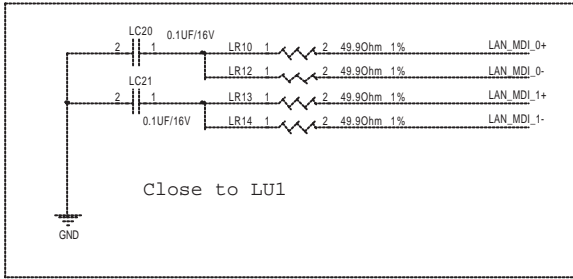 LC20 0.1UF/16V
2 1 LR10 1 2 49.9Ohm 1% LAN_MDI_0+
LR12 1 2 49.9Ohm 1% LAN_MDI_0-
LC21
2 1 LR13 1 2 49.9Ohm 1% LAN_MDI_1+
0.1UF/16V LR14 1 2 49.9Ohm 1% LAN_MDI_1-
Close to LU1
GND